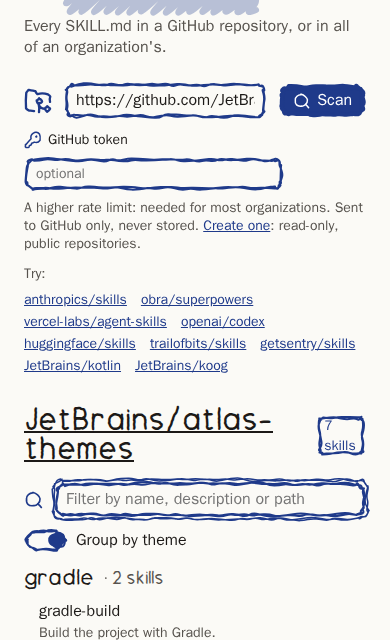 Every SKILL.md in a GitHub repository, or in all
of an organization's.
https://github.com/JetBr
Scan
GitHub token
optional
A higher rate limit: needed for most organizations. Sent
to GitHub only, never stored. Create one: read-only,
public repositories.
Try:
anthropics/skills obra/superpowers
vercel-labs/agent-skills openai/codex
huggingface/skills trailofbits/skills getsentry/skills
JetBrains/kotlin JetBrains/koog
JetBrains/atlas-
themes
7
skills
Filter by name, description or path
Group by theme
gradle · 2 skills
gradle-build
Build the project with Gradle.